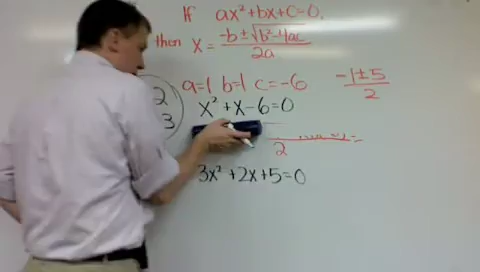 If ax²+bx+c=0,
then x = -b±√b²-4ac / 2a
a=1 b=1 c=-6
-1±5 / 2
2
3
x²+x-6=0
2 =
3x²+2x+5=0